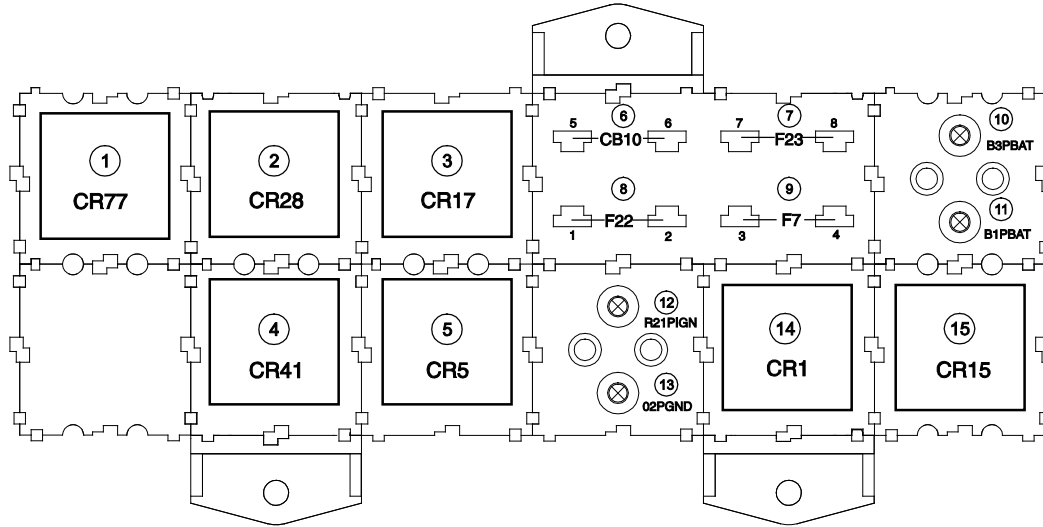 1
CR77
2
CR28
3
CR17
6
5 CB10 6
7
7 F23 8
8
F22
1 2
9
F7
3 4
10
B3PBAT
11
B1PBAT
4
CR41
5
CR5
12
R21PIGN
13
02PGND
14
CR1
15
CR15